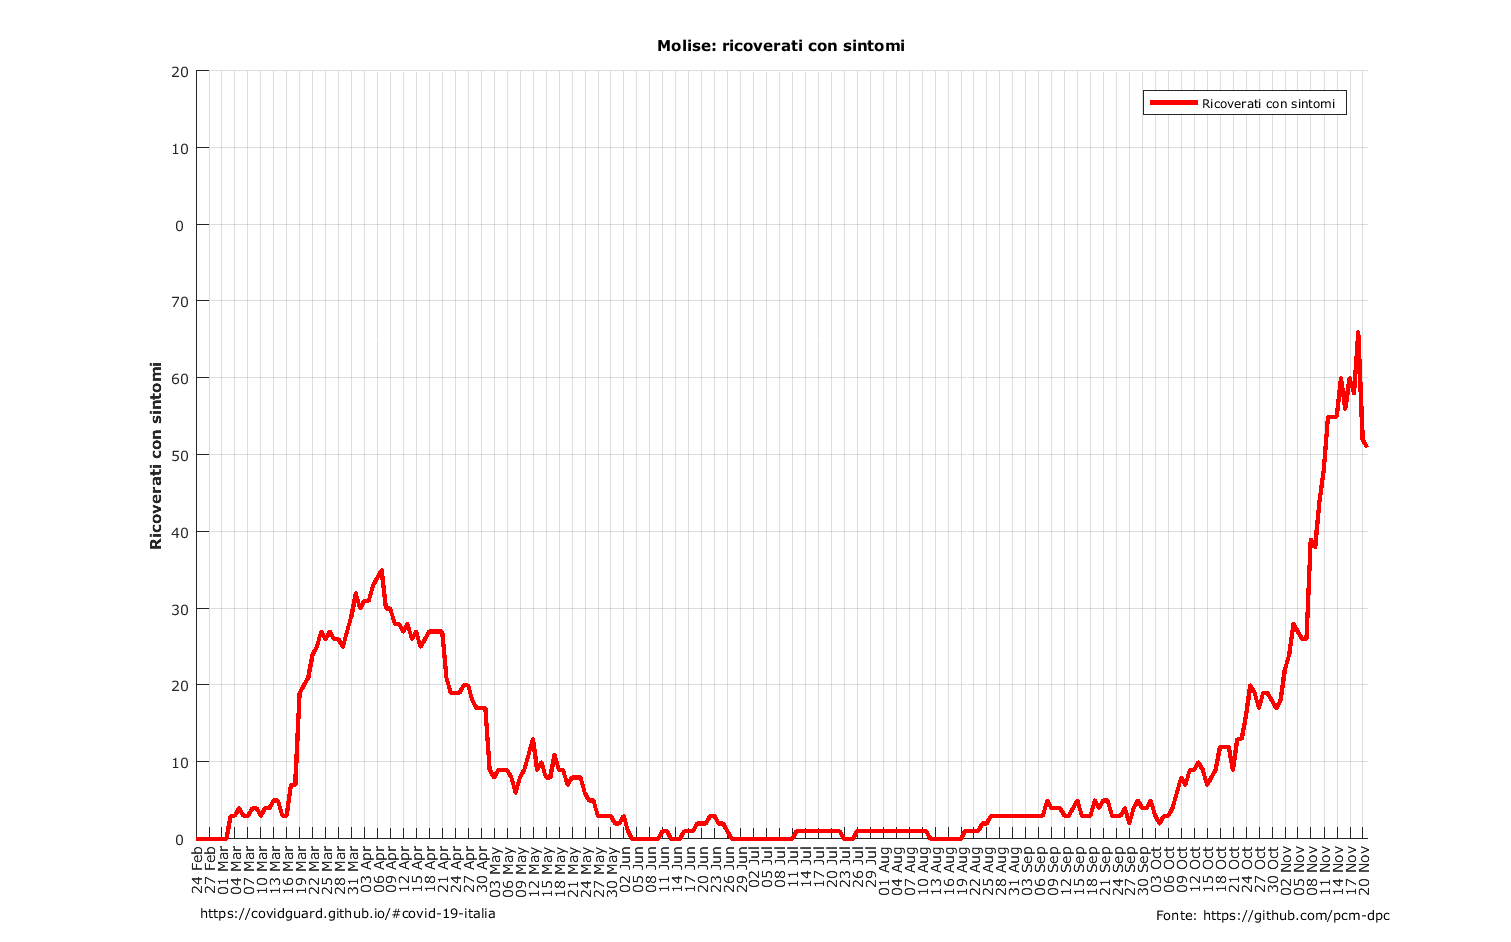 Molise: ricoverati con sintomi
Ricoverati con sintomi
20
10
0
70
60
50
40
30
20
10
0
Ricoverati con sintomi
24 Feb
27 Feb
01 Mar
04 Mar
07 Mar
10 Mar
13 Mar
16 Mar
19 Mar
22 Mar
25 Mar
28 Mar
31 Mar
03 Apr
06 Apr
09 Apr
12 Apr
15 Apr
18 Apr
21 Apr
24 Apr
27 Apr
30 Apr
03 May
06 May
09 May
12 May
15 May
18 May
21 May
24 May
27 May
30 May
02 Jun
05 Jun
08 Jun
11 Jun
14 Jun
17 Jun
20 Jun
23 Jun
26 Jun
29 Jun
02 Jul
05 Jul
08 Jul
11 Jul
14 Jul
17 Jul
20 Jul
23 Jul
26 Jul
29 Jul
01 Aug
04 Aug
07 Aug
10 Aug
13 Aug
16 Aug
19 Aug
22 Aug
25 Aug
28 Aug
31 Aug
03 Sep
06 Sep
09 Sep
12 Sep
15 Sep
18 Sep
21 Sep
24 Sep
27 Sep
30 Sep
03 Oct
06 Oct
09 Oct
12 Oct
15 Oct
18 Oct
21 Oct
24 Oct
27 Oct
30 Oct
02 Nov
05 Nov
08 Nov
11 Nov
14 Nov
17 Nov
20 Nov
https://covidguard.github.io/#covid-19-italia
Fonte: https://github.com/pcm-dpc